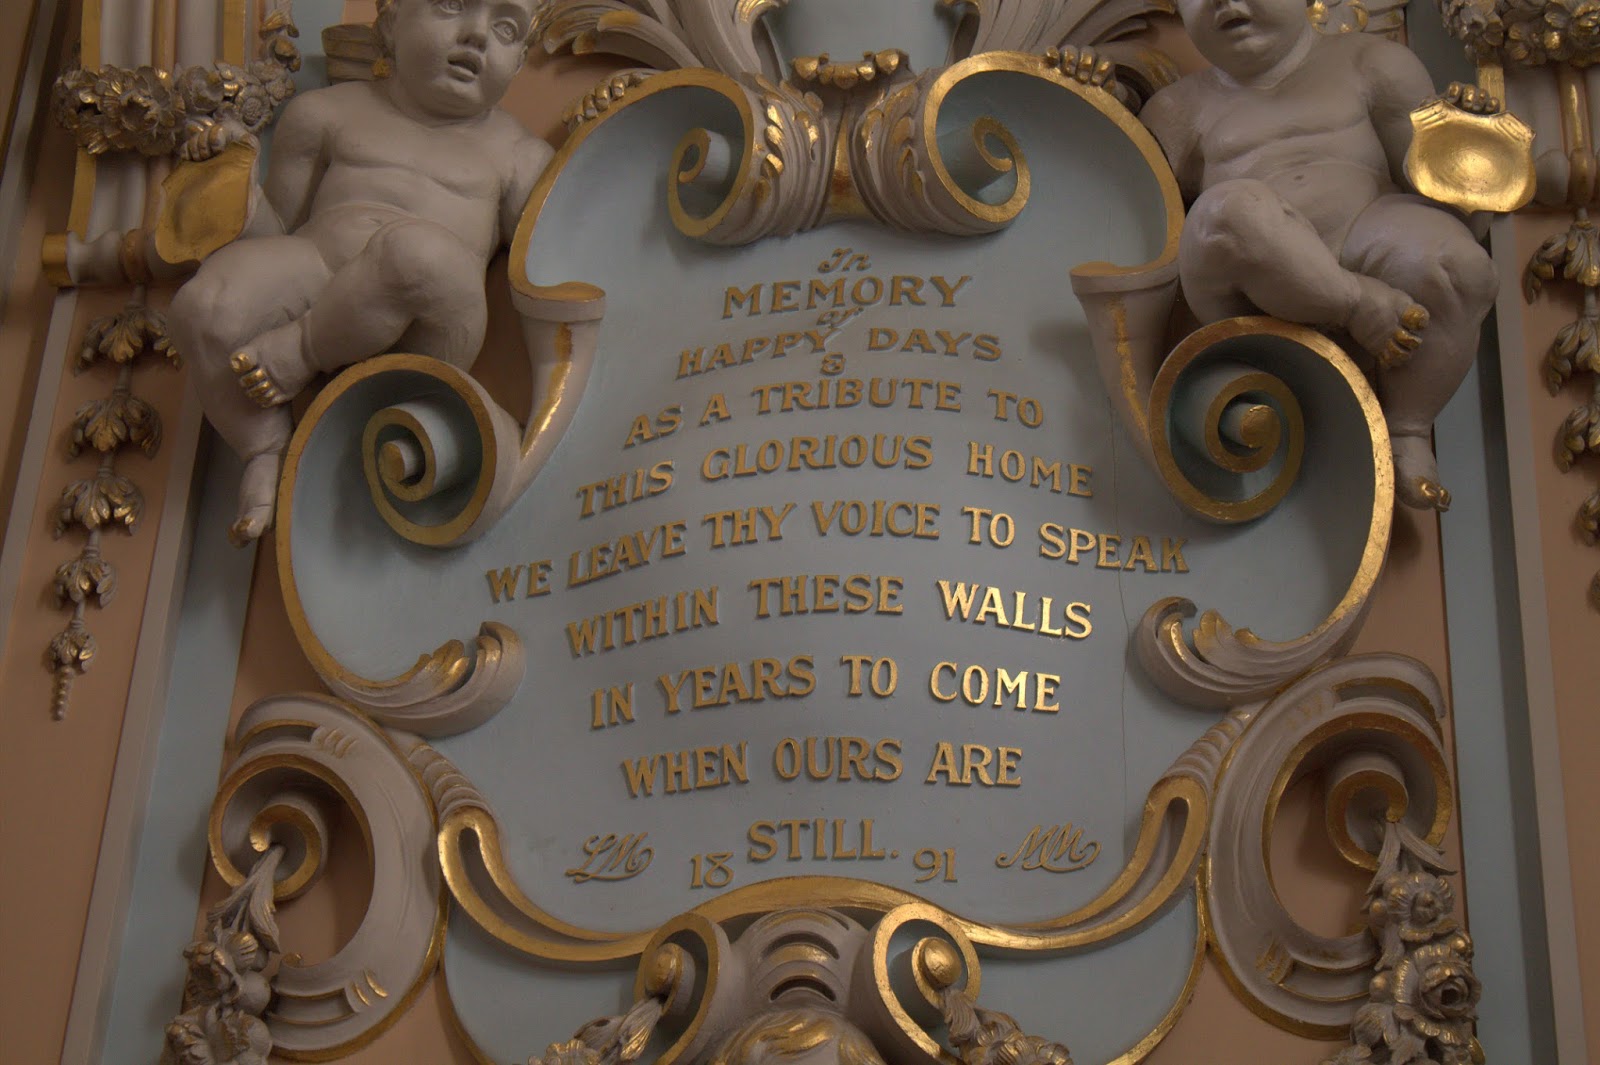 In
MEMORY
of
HAPPY DAYS
&
AS A TRIBUTE TO
THIS GLORIOUS HOME
WE LEAVE THY VOICE TO SPEAK
WITHIN THESE WALLS
IN YEARS TO COME
WHEN OURS ARE
STILL.
LM 18 91 MM